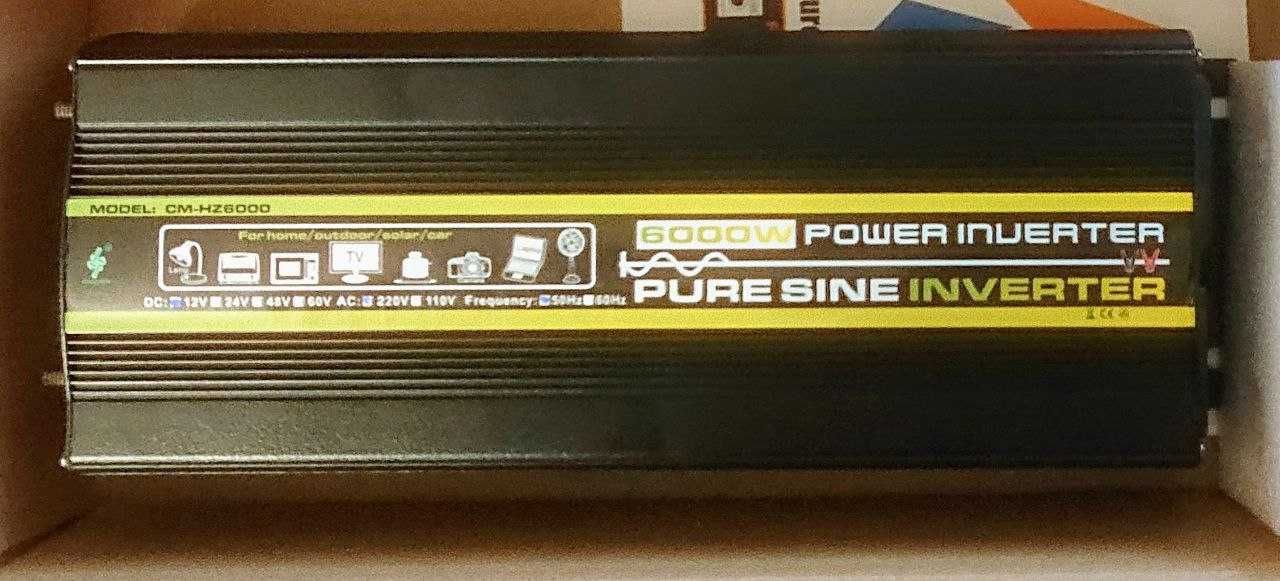 MODEL: CM-HZ6000
For home/outdoor/solar/car
TV
DC: 12V 24V 48V 60V AC: 220V 110V Frequency: 50Hz 60Hz
6000W POWER INVERTER
PURE SINE INVERTER
CE